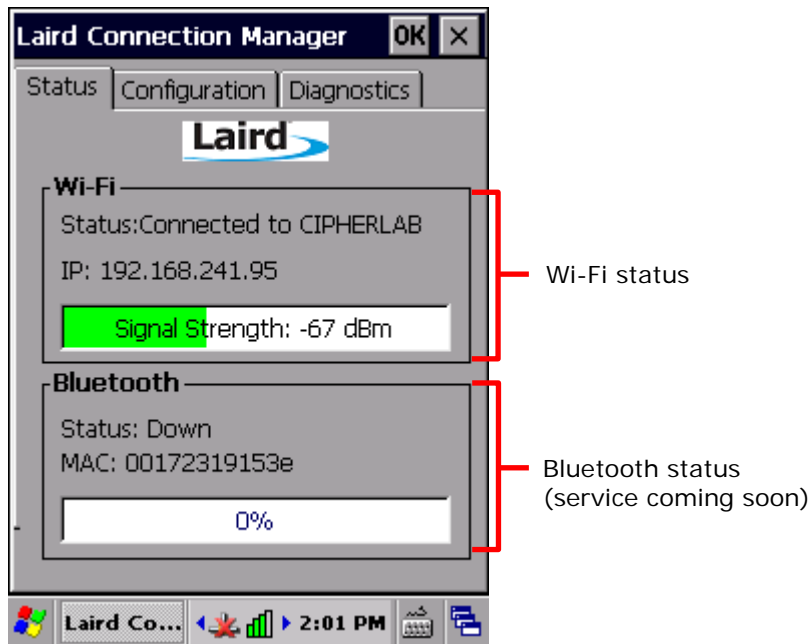 Laird Connection Manager OK ×
Status Configuration Diagnostics
Laird
Wi-Fi
Status:Connected to CIPHERLAB
IP: 192.168.241.95
Signal Strength: -67 dBm
Wi-Fi status
Bluetooth
Status: Down
MAC: 00172319153e
0%
Bluetooth status
(service coming soon)
Laird Co... 2:01 PM